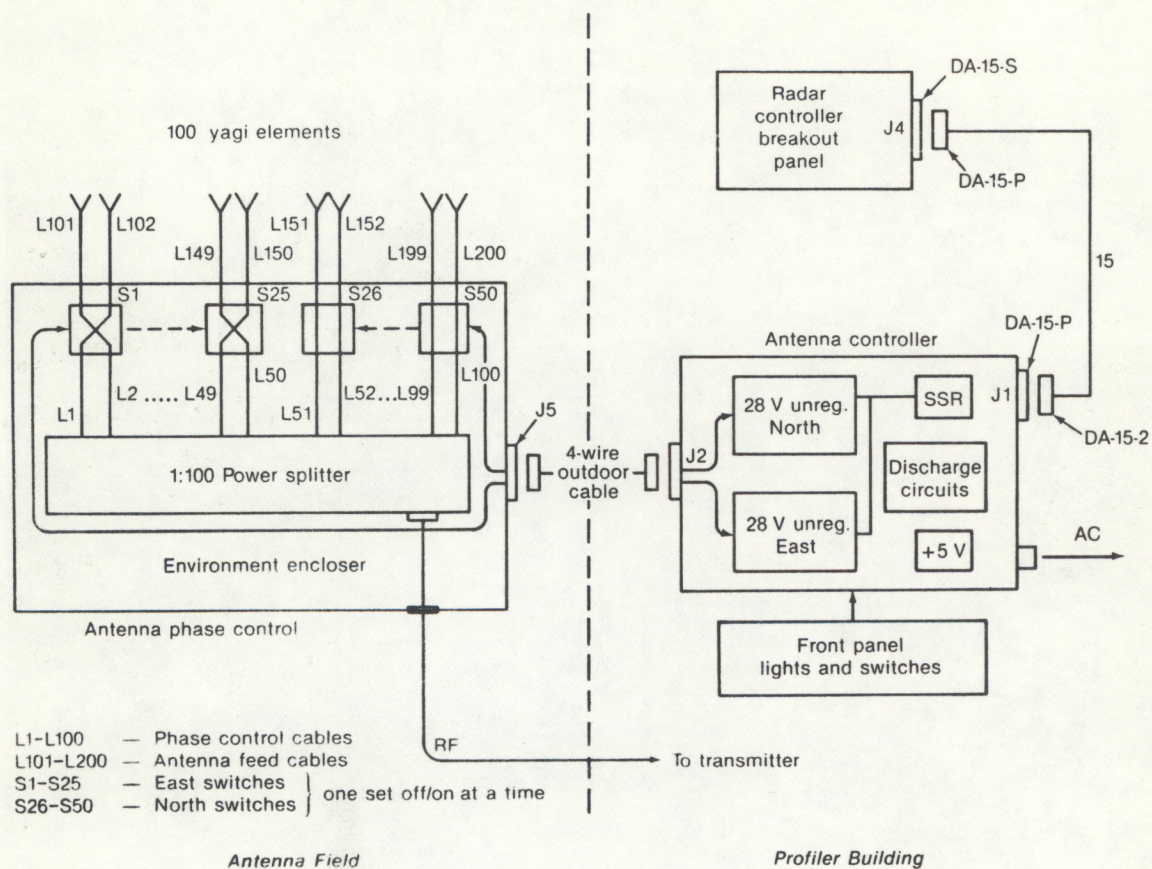 100 yagi elements
L101
L102
L149
L150
L151
L152
L199
L200
S1
S25
S26
S50
L1
L2 ..... L49
L50
L51
L52...L99
L100
1:100 Power splitter
J5
Environment encloser
Antenna phase control
RF
To transmitter
4-wire
outdoor
cable
Radar
controller
breakout
panel
J4
DA-15-S
DA-15-P
15
Antenna controller
DA-15-P
J1
DA-15-2
J2
28 V unreg.
North
28 V unreg.
East
SSR
Discharge
circuits
+5 V
AC
Front panel
lights and switches
L1-L100 — Phase control cables
L101-L200 — Antenna feed cables
S1-S25 — East switches
S26-S50 — North switches
one set off/on at a time
Antenna Field
Profiler Building